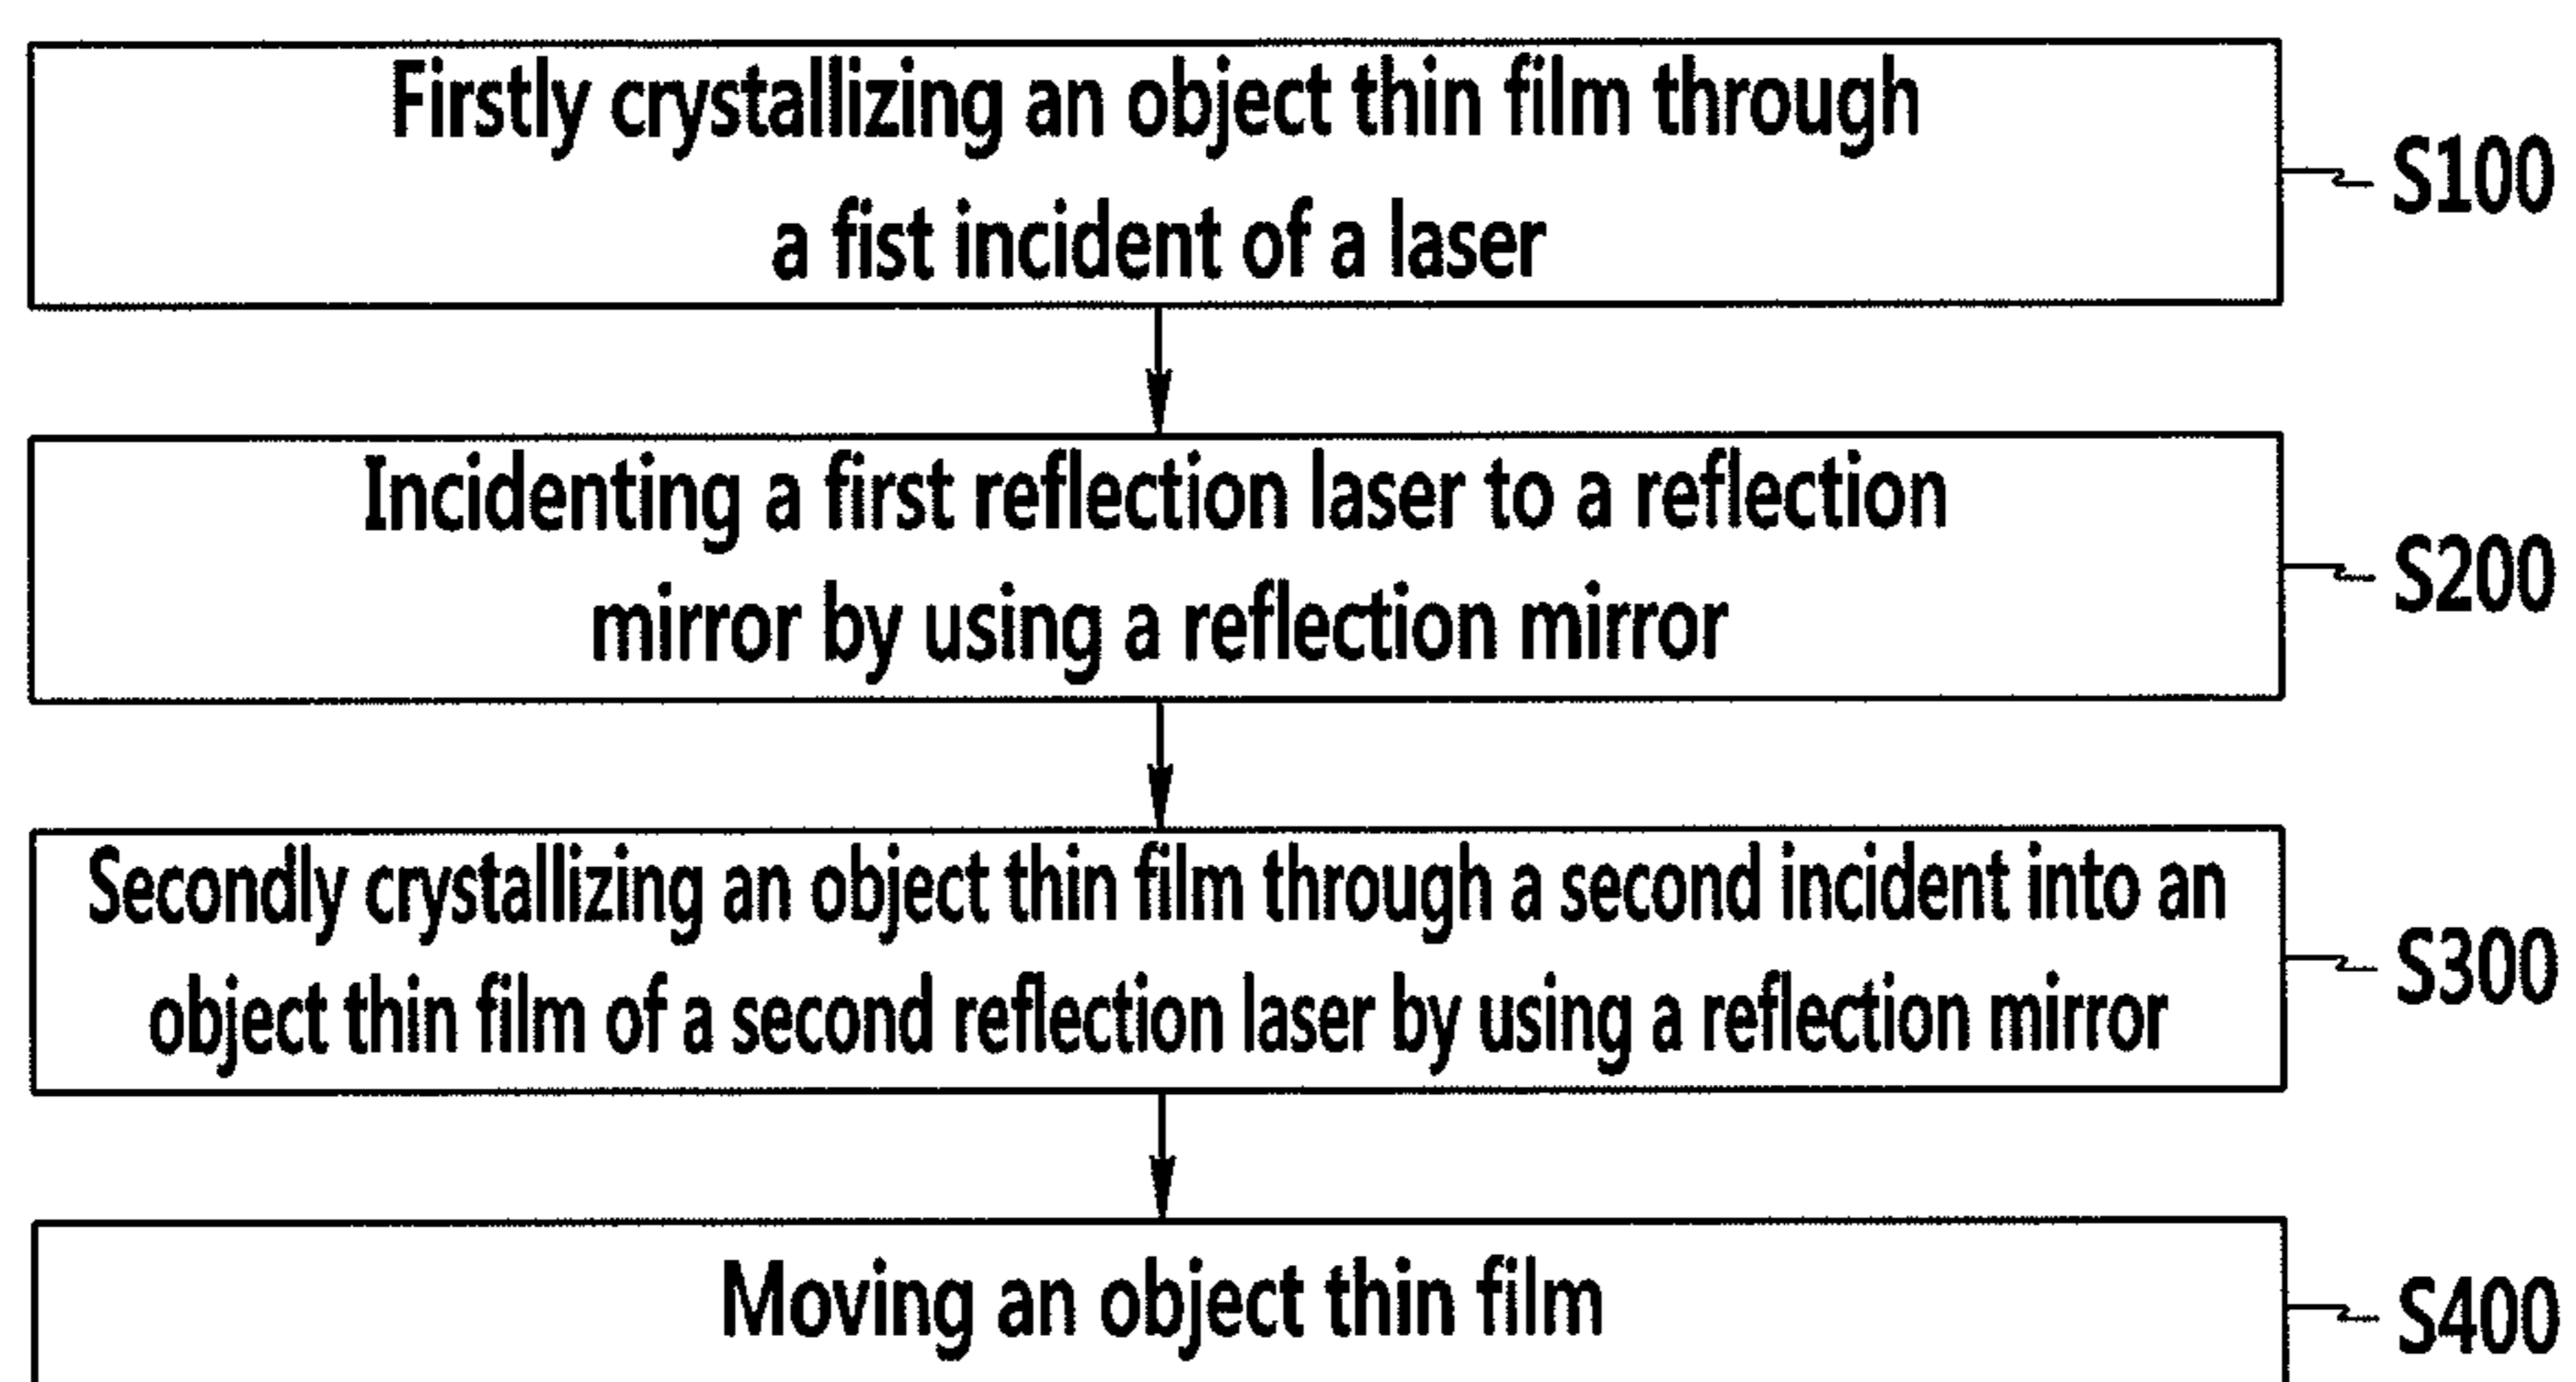 Firstly crystallizing an object thin film through
a fist incident of a laser
S100
Incidenting a first reflection laser to a reflection
mirror by using a reflection mirror
S200
Secondly crystallizing an object thin film through a second incident into an
object thin film of a second reflection laser by using a reflection mirror
S300
Moving an object thin film
S400